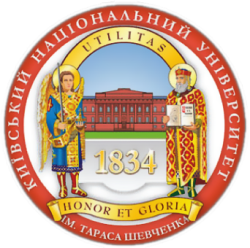 КИЇВСЬКИЙ НАЦІОНАЛЬНИЙ УНІВЕРСИТЕТ
UTILITAS
1834
HONOR ET GLORIA
ІМ. ТАРАСА ШЕВЧЕНКА